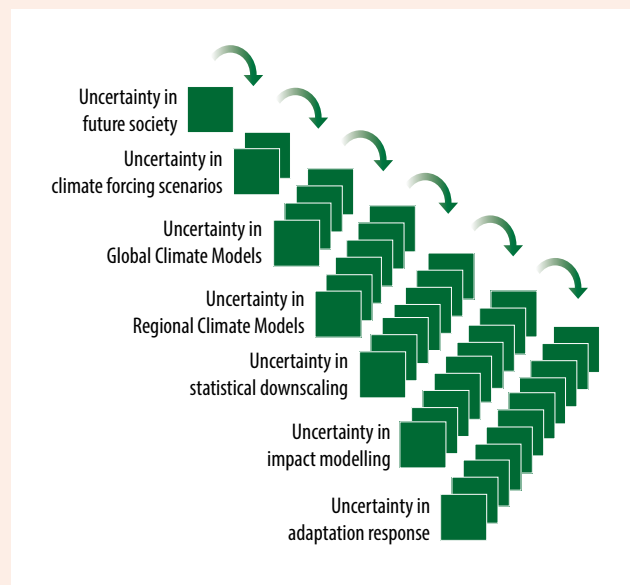 Uncertainty in
future society
Uncertainty in
climate forcing scenarios
Uncertainty in
Global Climate Models
Uncertainty in
Regional Climate Models
Uncertainty in
statistical downscaling
Uncertainty in
impact modelling
Uncertainty in
adaptation response